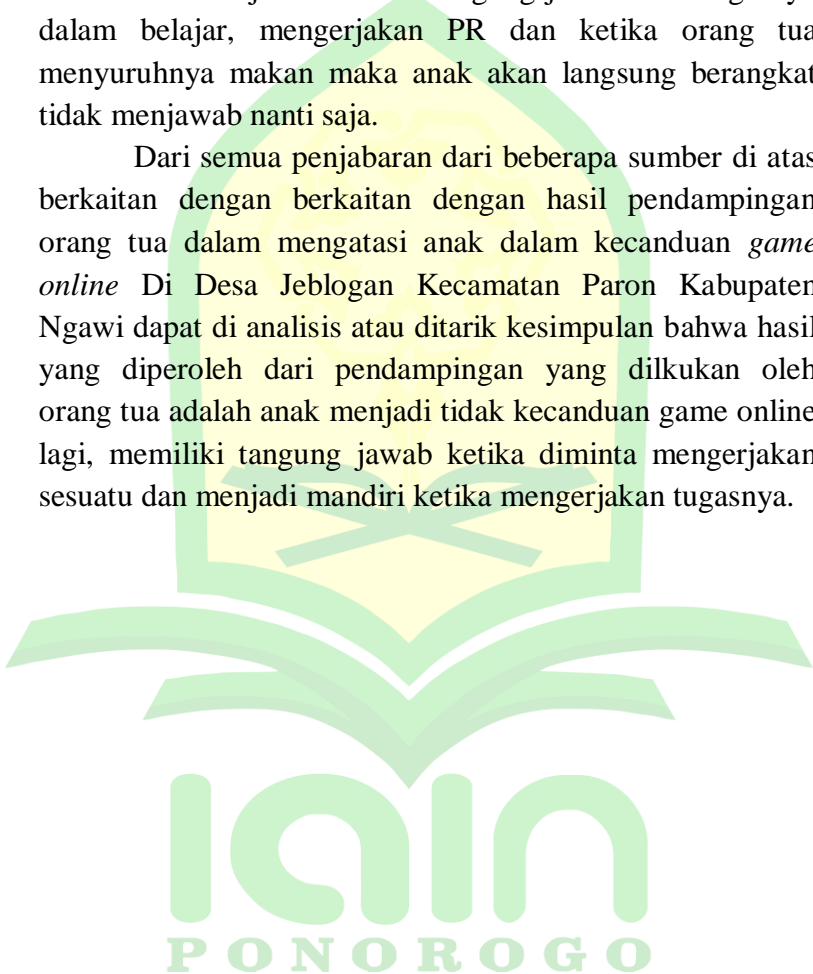 dalam belajar, mengerjakan PR dan ketika orang tua
menyuruhnya makan maka anak akan langsung berangkat
tidak menjawab nanti saja.
Dari semua penjabaran dari beberapa sumber di atas
berkaitan dengan berkaitan dengan hasil pendampingan
orang tua dalam mengatasi anak dalam kecanduan game
online Di Desa Jeblogan Kecamatan Paron Kabupaten
Ngawi dapat di analisis atau ditarik kesimpulan bahwa hasil
yang diperoleh dari pendampingan yang dilkukan oleh
orang tua adalah anak menjadi tidak kecanduan game online
lagi, memiliki tangung jawab ketika diminta mengerjakan
sesuatu dan menjadi mandiri ketika mengerjakan tugasnya.
iain
PONOROGO